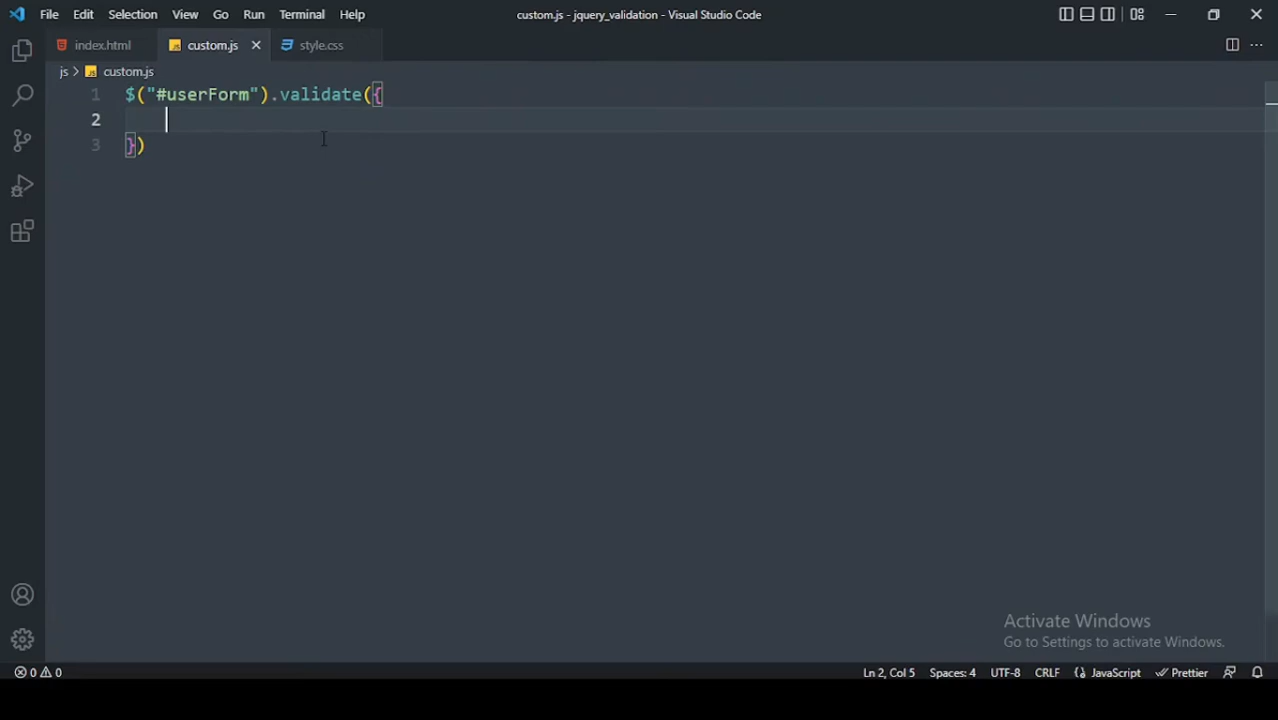 File Edit Selection View Go Run Terminal Help custom.js - jquery_validation - Visual Studio Code
index.html custom.js style.css
js > custom.js
1 $("#userForm").validate({
2
3 })
Activate Windows
Go to Settings to activate Windows.
0 0 Ln 2, Col 5 Spaces: 4 UTF-8 CRLF {} JavaScript Prettier